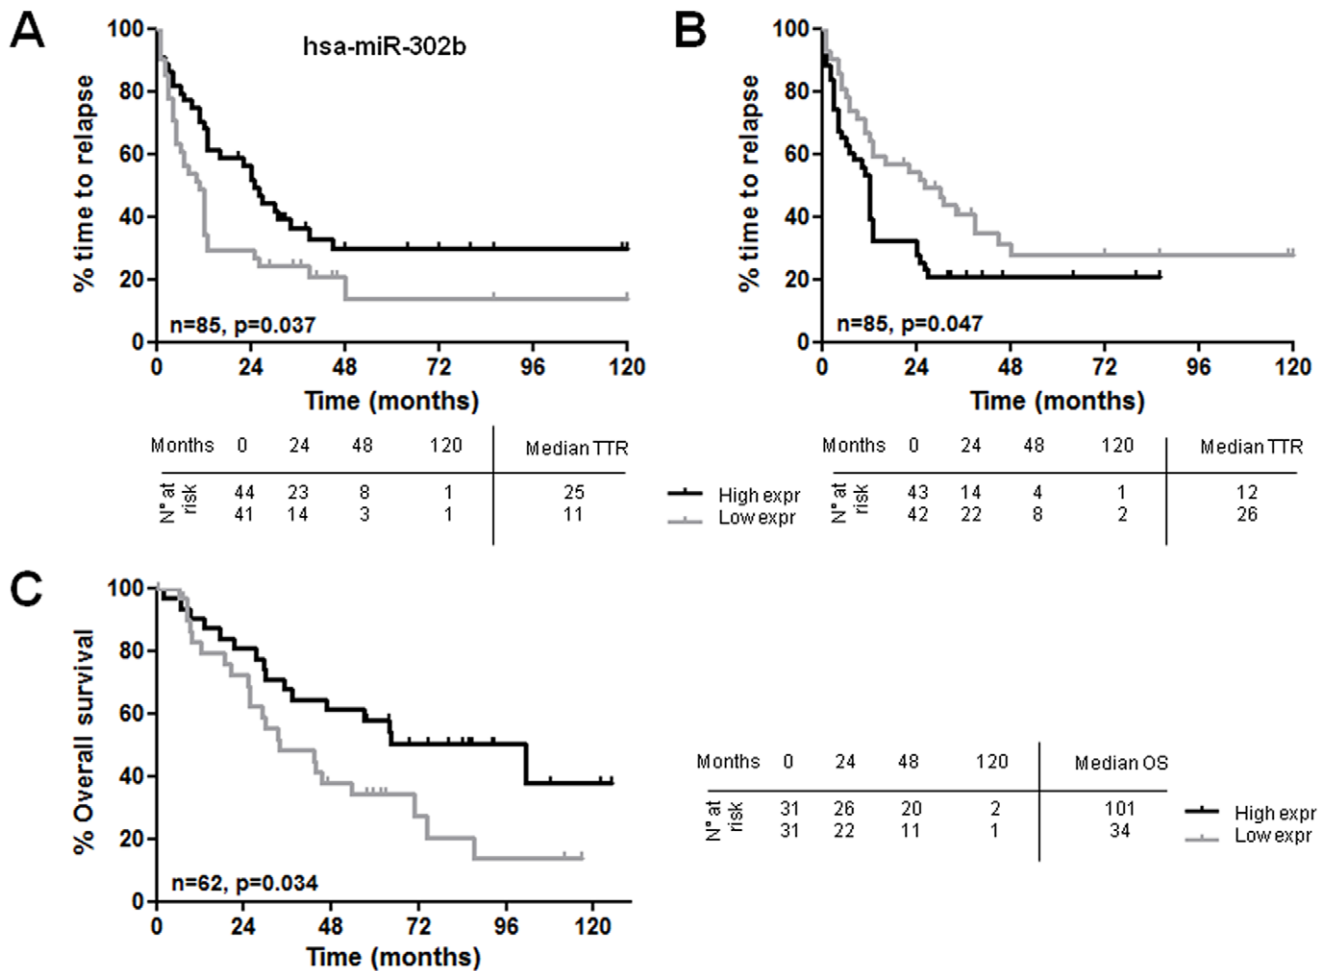 A
hsa-miR-302b
% time to relapse
100
80
60
40
20
0
n=85, p=0.037
0 24 48 72 96 120
Time (months)
Months 0 24 48 120 Median TTR
N° at
risk
44 23 8 1 25
41 14 3 1 11
B
% time to relapse
100
80
60
40
20
0
n=85, p=0.047
0 24 48 72 96 120
Time (months)
High expr
Low expr
Months 0 24 48 120 Median TTR
N° at
risk
43 14 4 1 12
42 22 8 2 26
C
% Overall survival
100
80
60
40
20
0
n=62, p=0.034
0 24 48 72 96 120
Time (months)
Months 0 24 48 120 Median OS
N° at
risk
31 26 20 2 101
31 22 11 1 34
High expr
Low expr